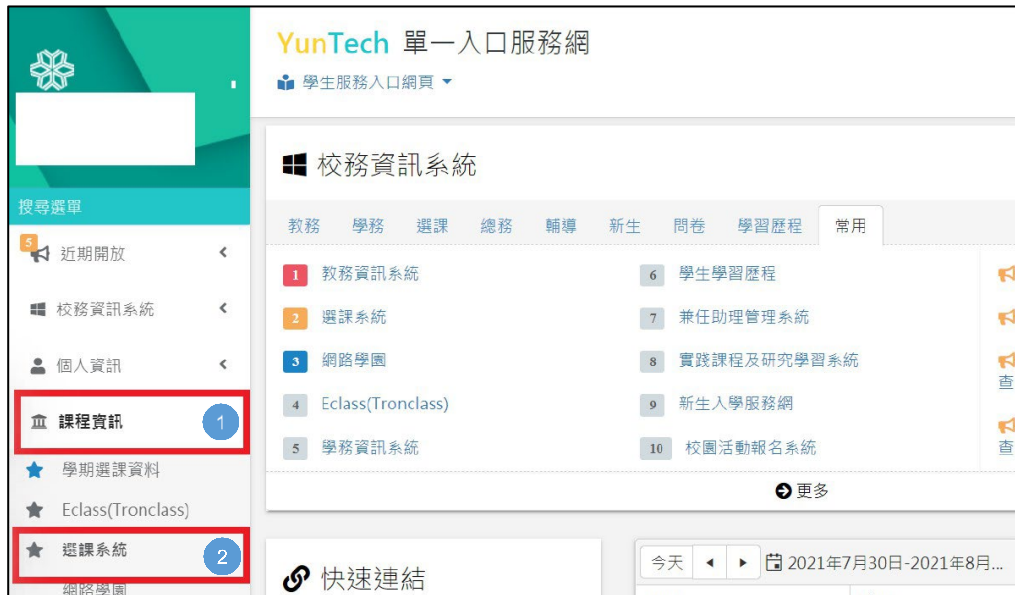 YunTech 單一入口服務網
學生服務入口網頁
搜尋選單
5
近期開放
校務資訊系統
個人資訊
課程資訊
1
學期選課資料
Eclass(Tronclass)
選課系統
2
網路學園
校務資訊系統
教務 學務 選課 總務 輔導 新生 問卷 學習歷程 常用
1 教務資訊系統
2 選課系統
3 網路學園
4 Eclass(Tronclass)
5 學務資訊系統
6 學生學習歷程
7 兼任助理管理系統
8 實踐課程及研究學習系統
9 新生入學服務網
10 校園活動報名系統
查
查
更多
快速連結
今天 2021年7月30日-2021年8月...